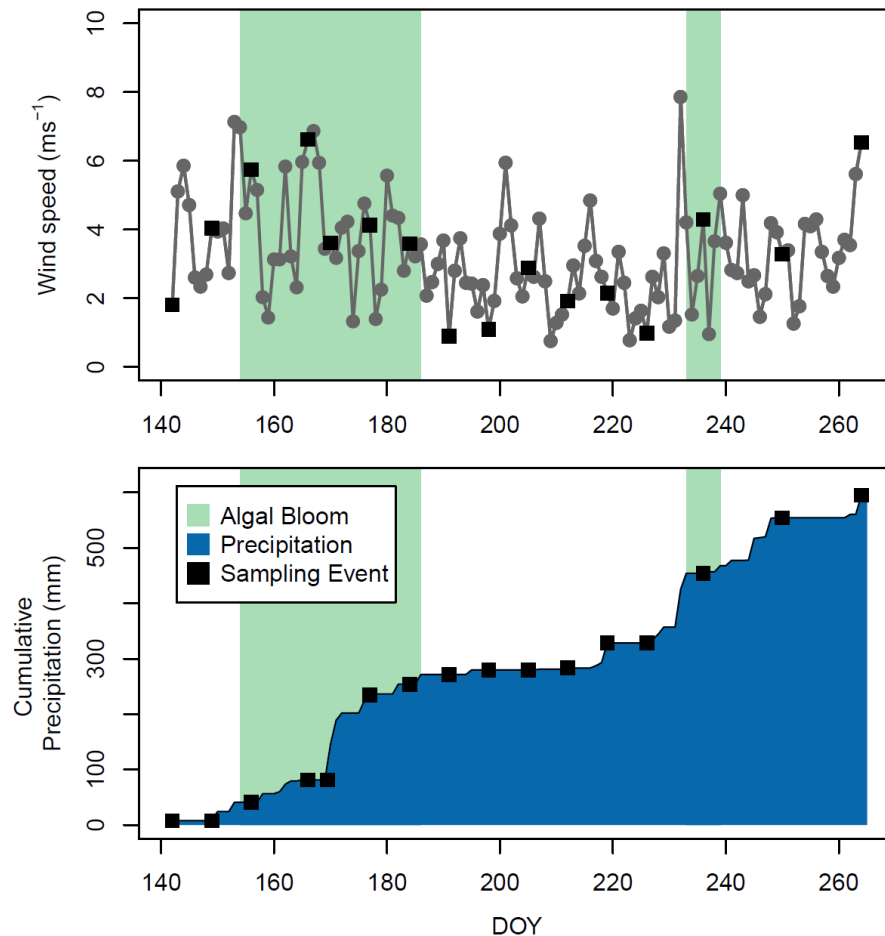 10
8
6
4
2
0
Wind speed (ms⁻¹)
140 160 180 200 220 240 260
Algal Bloom
Precipitation
Sampling Event
500
300
100
0
Cumulative
Precipitation (mm)
140 160 180 200 220 240 260
DOY